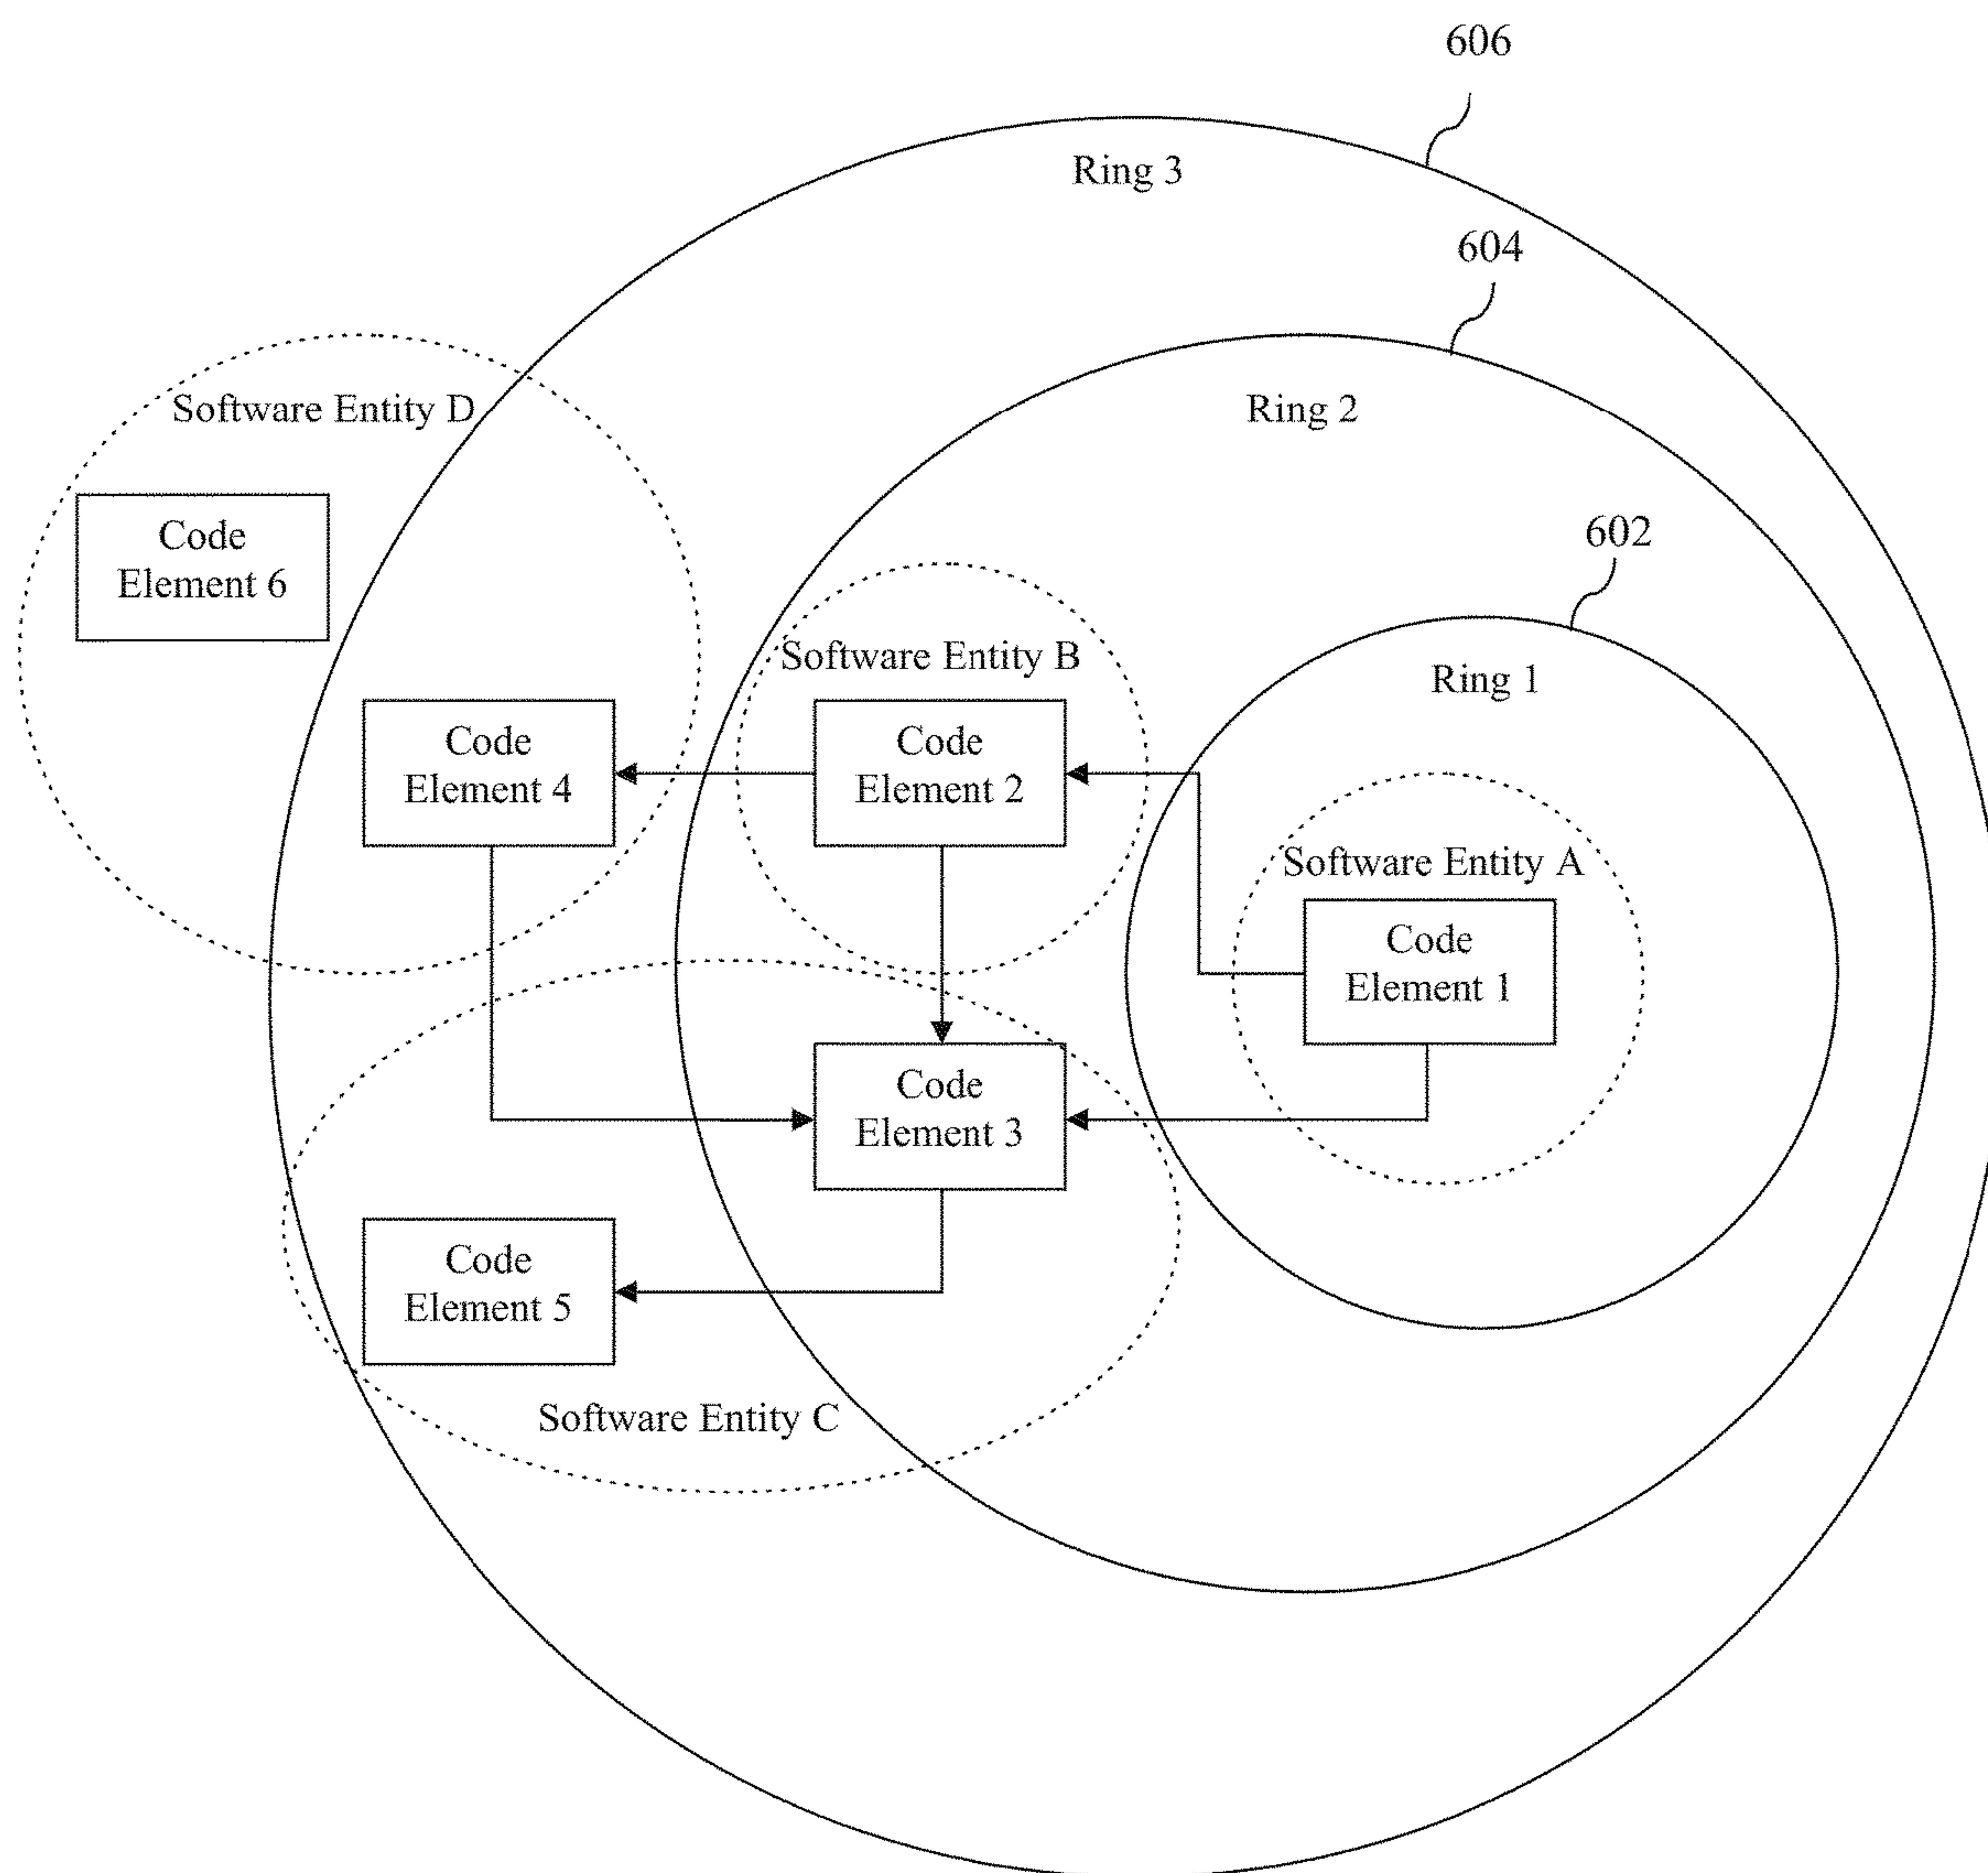 606
Ring 3
604
Software Entity D
Ring 2
Code
Element 6
602
Software Entity B
Ring 1
Code
Element 4
Code
Element 2
Software Entity A
Code
Element 1
Code
Element 3
Code
Element 5
Software Entity C